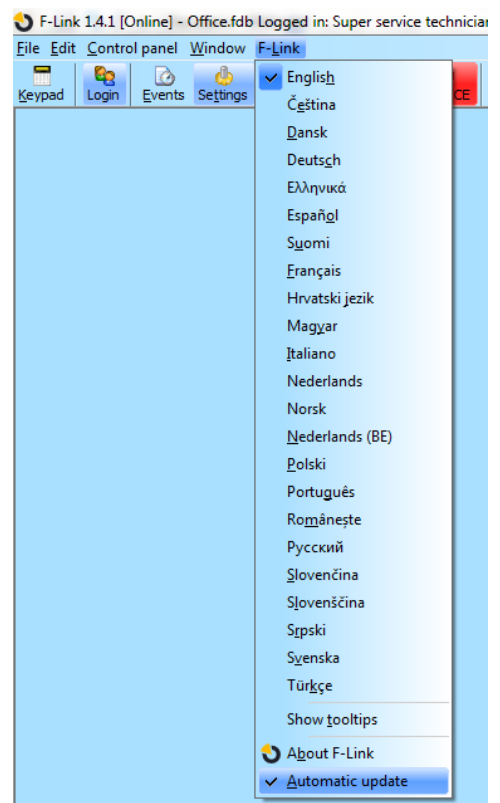 F-Link 1.4.1 [Online] - Office.fdb Logged in: Super service technician
File Edit Control panel Window F-Link
Keypad Login Events Settings CE
English
Čeština
Dansk
Deutsch
Ελληνικά
Español
Suomi
Français
Hrvatski jezik
Magyar
Italiano
Nederlands
Norsk
Nederlands (BE)
Polski
Português
Româneşte
Русский
Slovenčina
Slovenščina
Srpski
Svenska
Türkçe
Show tooltips
About F-Link
Automatic update